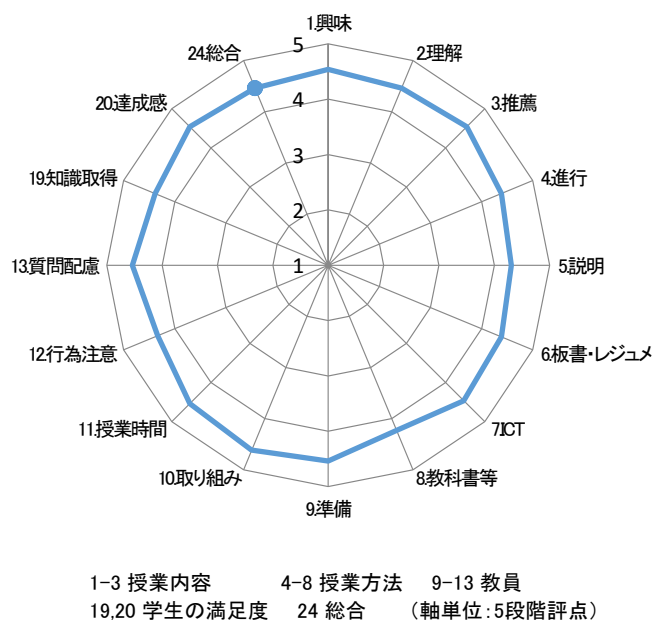 1.興味
2.理解
3.推薦
4.進行
5.説明
6.板書・レジュメ
7.ICT
8.教科書等
9.準備
10.取り組み
11.授業時間
12.行為注意
13.質問配慮
19.知識取得
20.達成感
24.総合
5
4
3
2
1
1-3 授業内容 4-8 授業方法 9-13 教員
19,20 学生の満足度 24 総合 （軸単位:5段階評点）